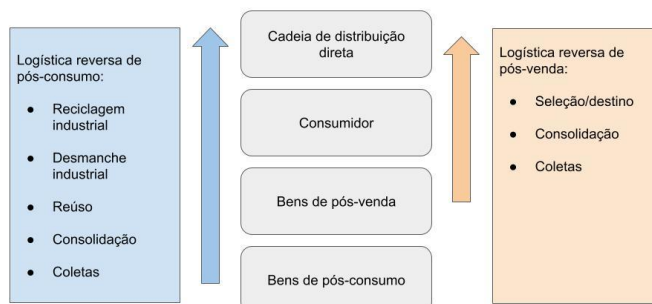 Logística reversa de
pós-consumo:
● Reciclagem
industrial
● Desmanche
industrial
● Reúso
● Consolidação
● Coletas
Cadeia de distribuição
direta
Consumidor
Bens de pós-venda
Bens de pós-consumo
Logística reversa de
pós-venda:
● Seleção/destino
● Consolidação
● Coletas